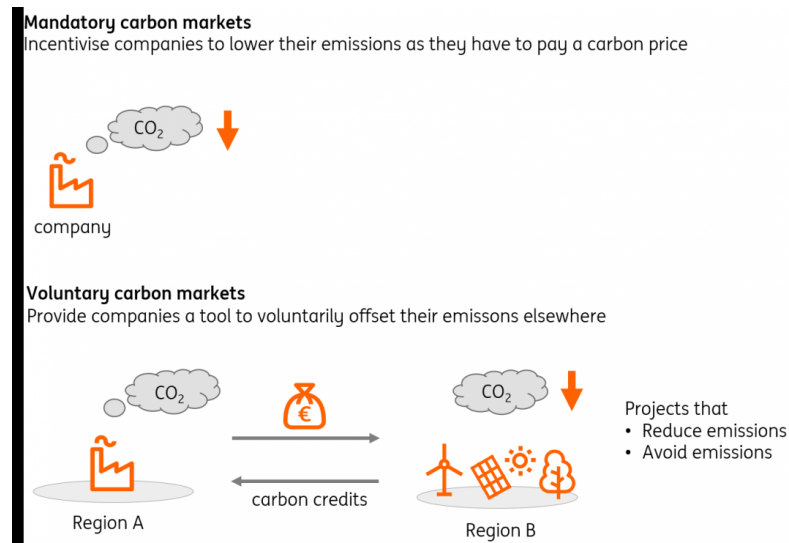 Mandatory carbon markets
Incentivise companies to lower their emissions as they have to pay a carbon price
CO₂
company
Voluntary carbon markets
Provide companies a tool to voluntarily offset their emissons elsewhere
CO₂
€
CO₂
Projects that
• Reduce emissions
• Avoid emissions
carbon credits
Region A
Region B